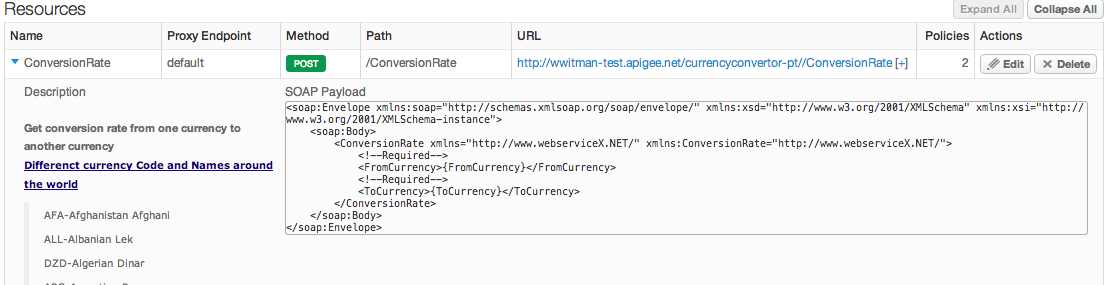 Resources
Expand All
Collapse All
Name Proxy Endpoint Method Path URL Policies Actions
ConversionRate default POST /ConversionRate http://wwitman-test.apigee.net/currencyconvertor-pt//ConversionRate [+] 2 Edit Delete
Description
SOAP Payload
Get conversion rate from one currency to
another currency
Differenct currency Code and Names around
the world
AFA-Afghanistan Afghani
ALL-Albanian Lek
DZD-Algerian Dinar
<soap:Envelope xmlns:soap="http://schemas.xmlsoap.org/soap/envelope/" xmlns:xsd="http://www.w3.org/2001/XMLSchema" xmlns:xsi="http://
www.w3.org/2001/XMLSchema-instance">
<soap:Body>
<ConversionRate xmlns="http://www.webserviceX.NET/" xmlns:ConversionRate="http://www.webserviceX.NET/">
<!--Required-->
<FromCurrency>{FromCurrency}</FromCurrency>
<!--Required-->
<ToCurrency>{ToCurrency}</ToCurrency>
</ConversionRate>
</soap:Body>
</soap:Envelope>